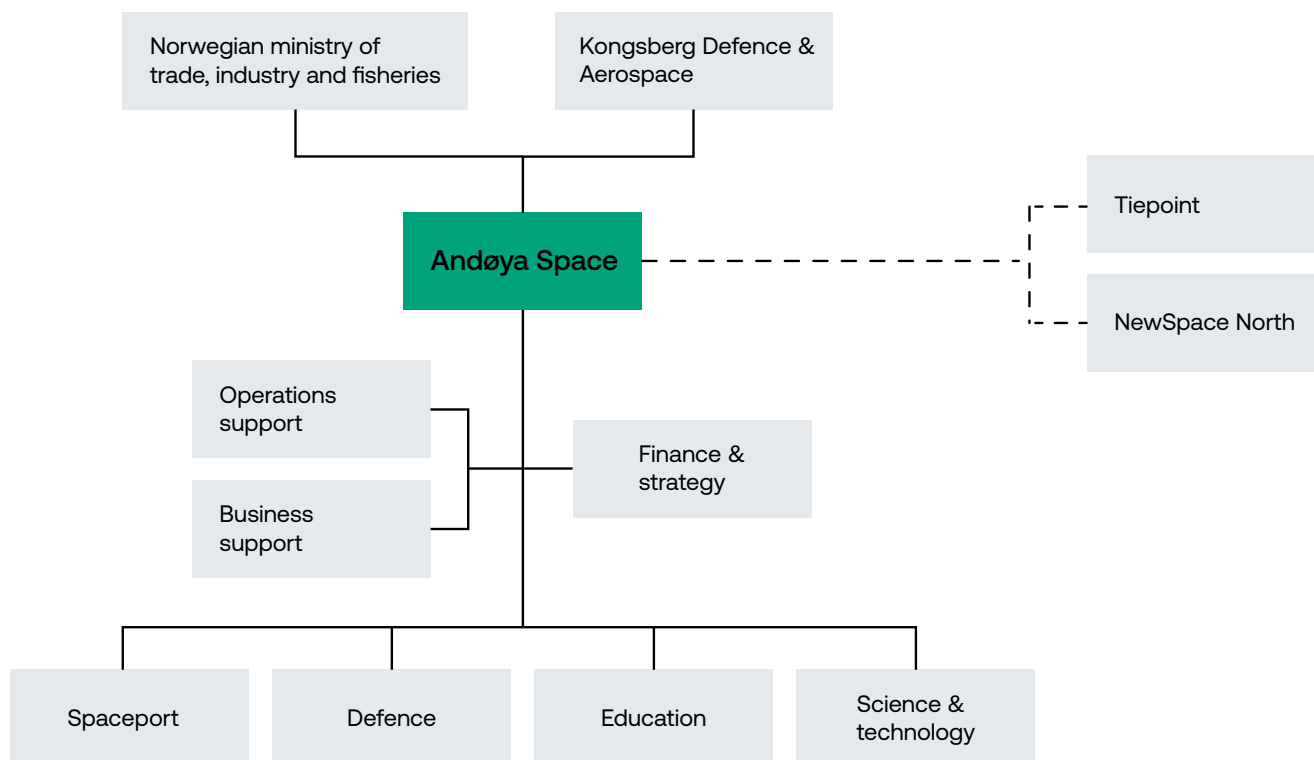 Norwegian ministry of
trade, industry and fisheries
Kongsberg Defence &
Aerospace
Andøya Space
Tiepoint
NewSpace North
Operations
support
Finance &
strategy
Business
support
Spaceport
Defence
Education
Science &
technology